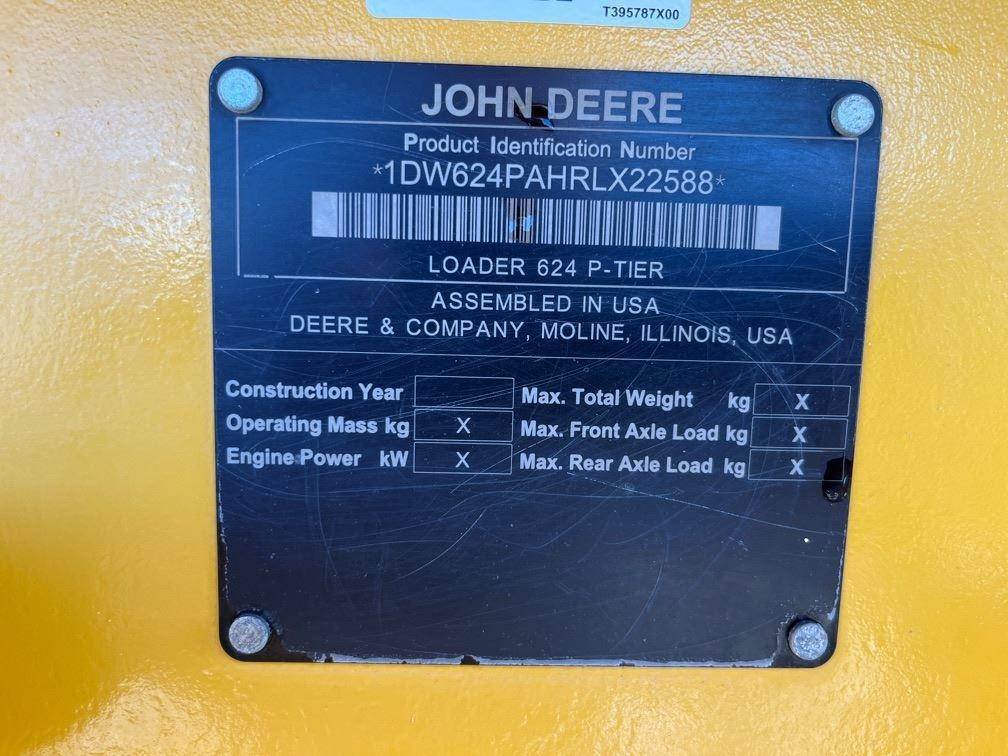 T395787X00
JOHN DEERE
Product Identification Number
*1DW624PAHRLX22588*
LOADER 624 P-TIER
ASSEMBLED IN USA
DEERE & COMPANY, MOLINE, ILLINOIS, USA
Construction Year
Operating Mass kg X
Engine Power kW X
Max. Total Weight kg X
Max. Front Axle Load kg X
Max. Rear Axle Load kg X